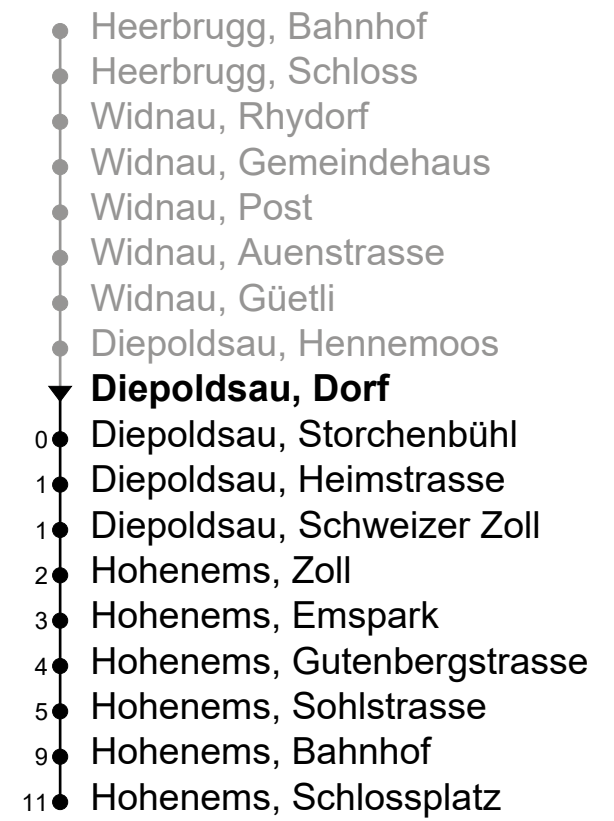 Heerbrugg, Bahnhof
Heerbrugg, Schloss
Widnau, Rhydorf
Widnau, Gemeindehaus
Widnau, Post
Widnau, Auenstrasse
Widnau, Güetli
Diepoldsau, Hennemoos
Diepoldsau, Dorf
0 Diepoldsau, Storchenbühl
1 Diepoldsau, Heimstrasse
1 Diepoldsau, Schweizer Zoll
2 Hohenems, Zoll
3 Hohenems, Emspark
4 Hohenems, Gutenbergstrasse
5 Hohenems, Sohlstrasse
9 Hohenems, Bahnhof
11 Hohenems, Schlossplatz